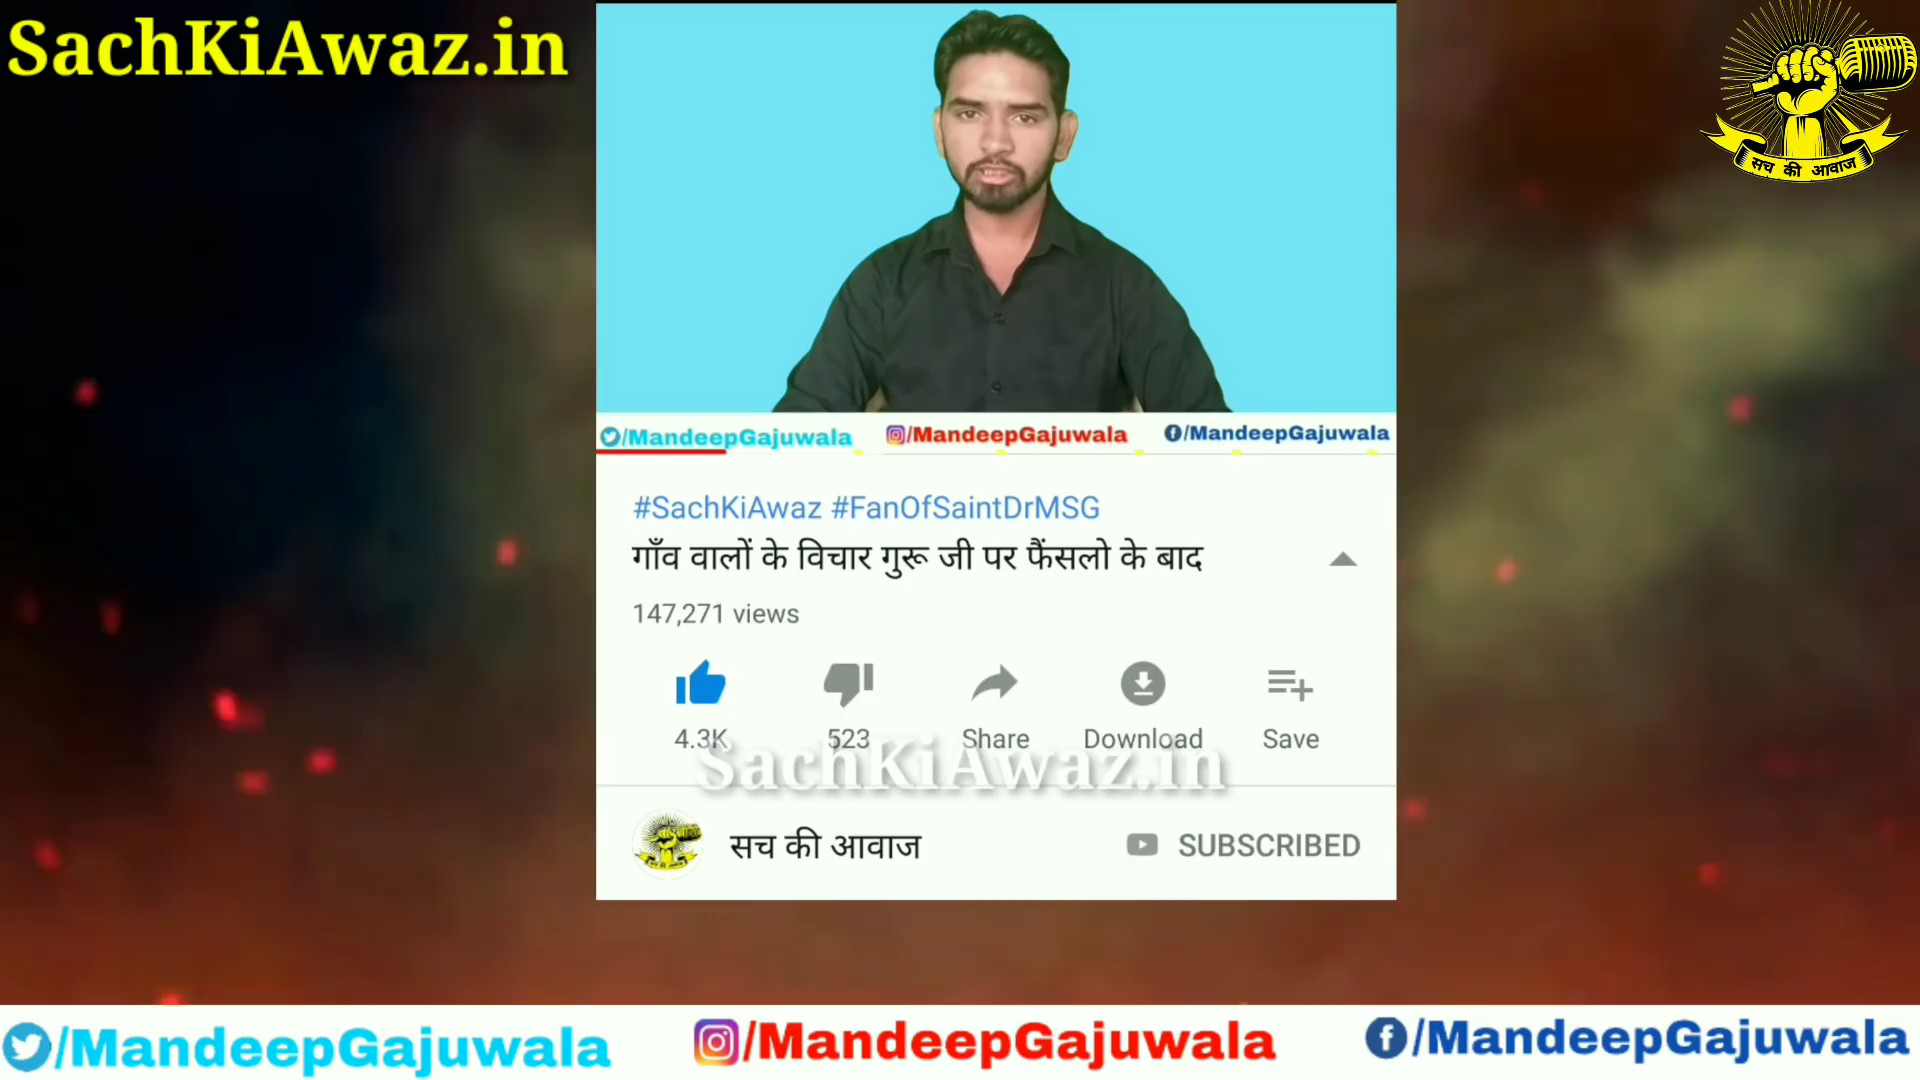 SachKiAwaz.in
सच की आवाज
/MandeepGajuwala /MandeepGajuwala /MandeepGajuwala
#SachKiAwaz #FanOfSaintDrMSG
गाँव वालों के विचार गुरू जी पर फैंसलो के बाद
147,271 views
4.3K 523 Share Download Save
SachKiAwaz.in
सच की आवाज SUBSCRIBED
/MandeepGajuwala /MandeepGajuwala /MandeepGajuwala